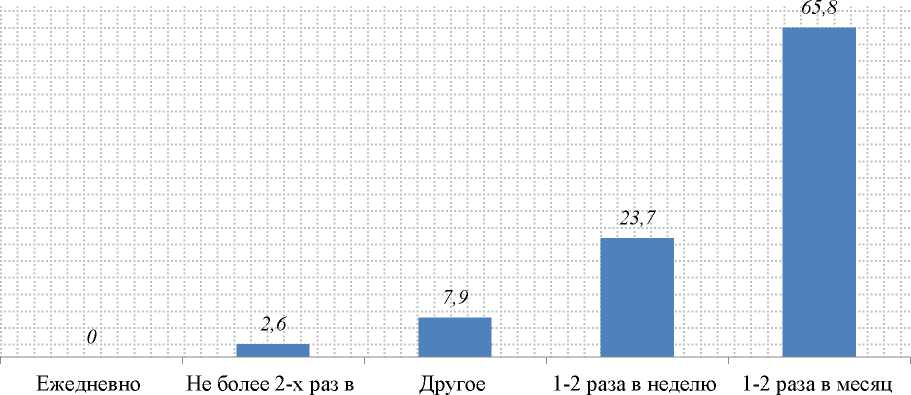 65,8
23,7
7,9
2,6
0
Ежедневно
Не более 2-х раз в
Другое
1-2 раза в неделю
1-2 раза в месяц